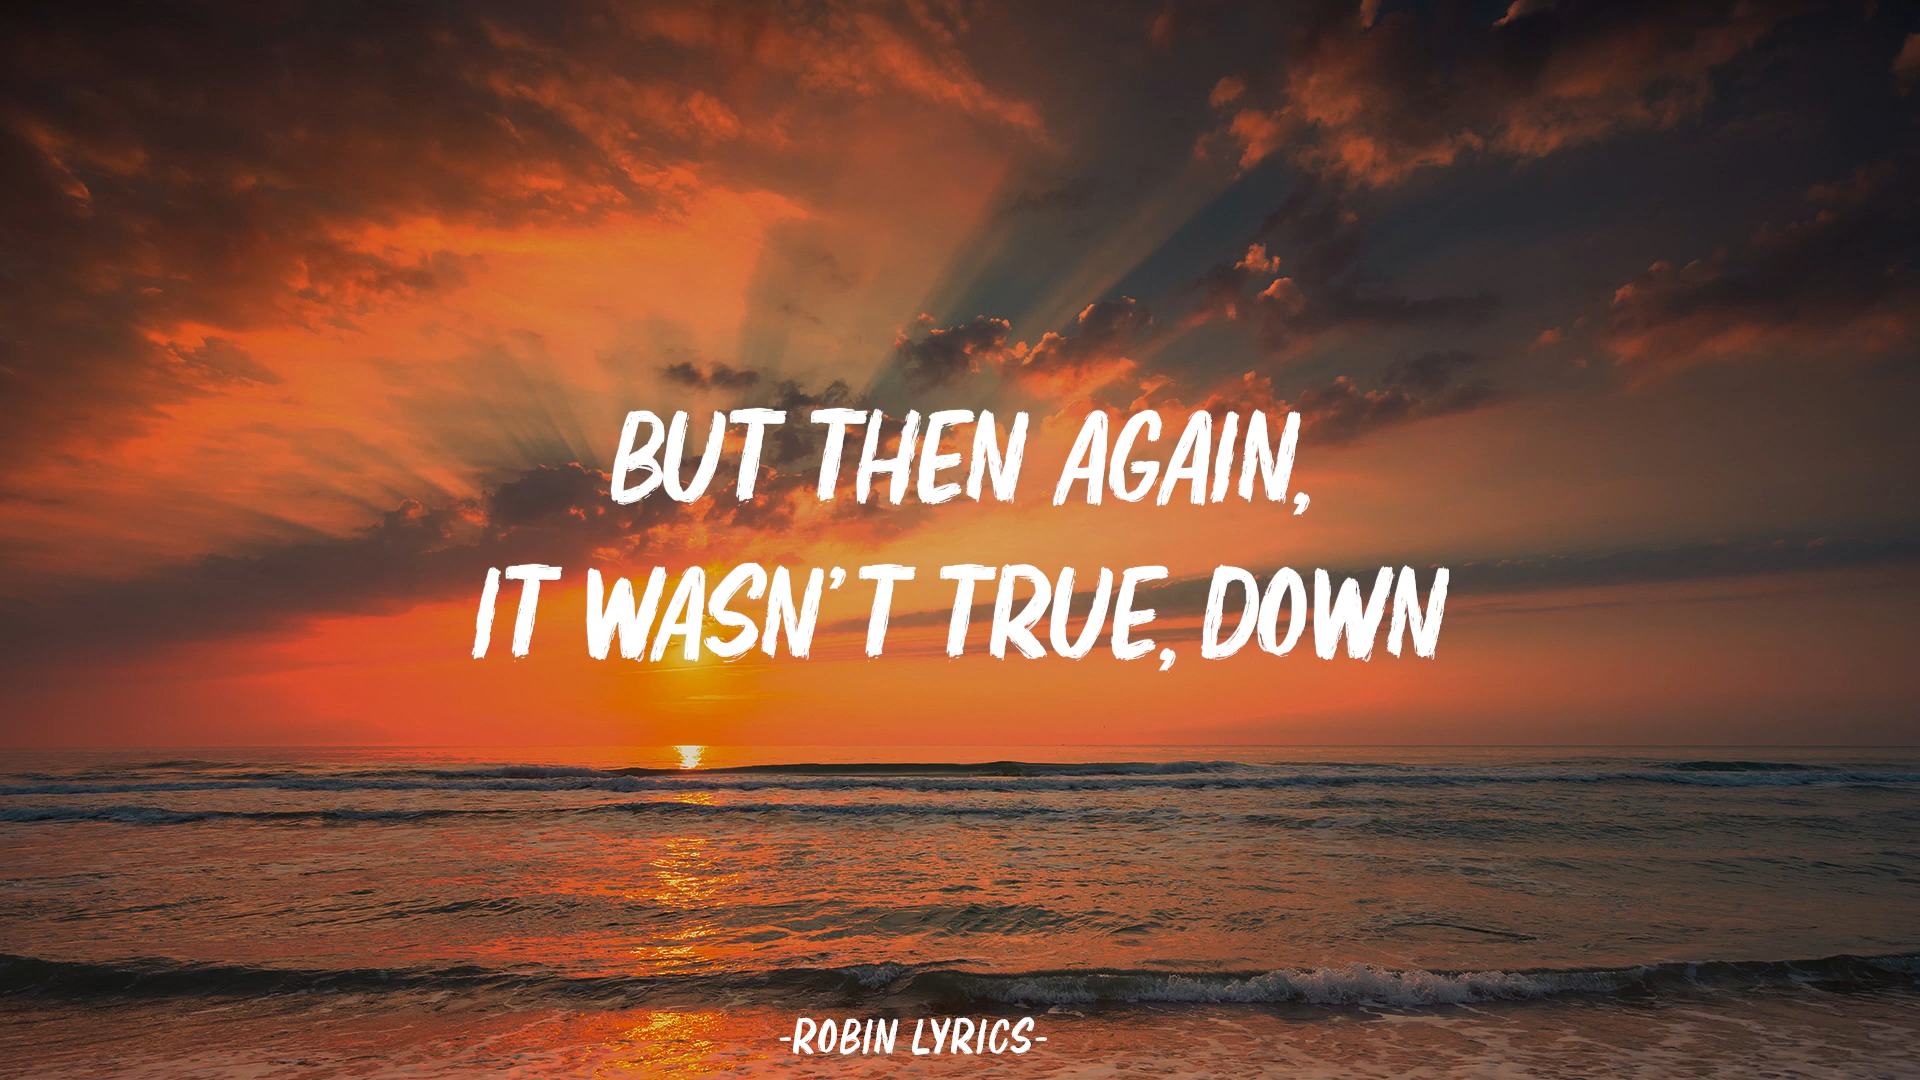 BUT THEN AGAIN,
IT WASN'T TRUE, DOWN
-ROBIN LYRICS-